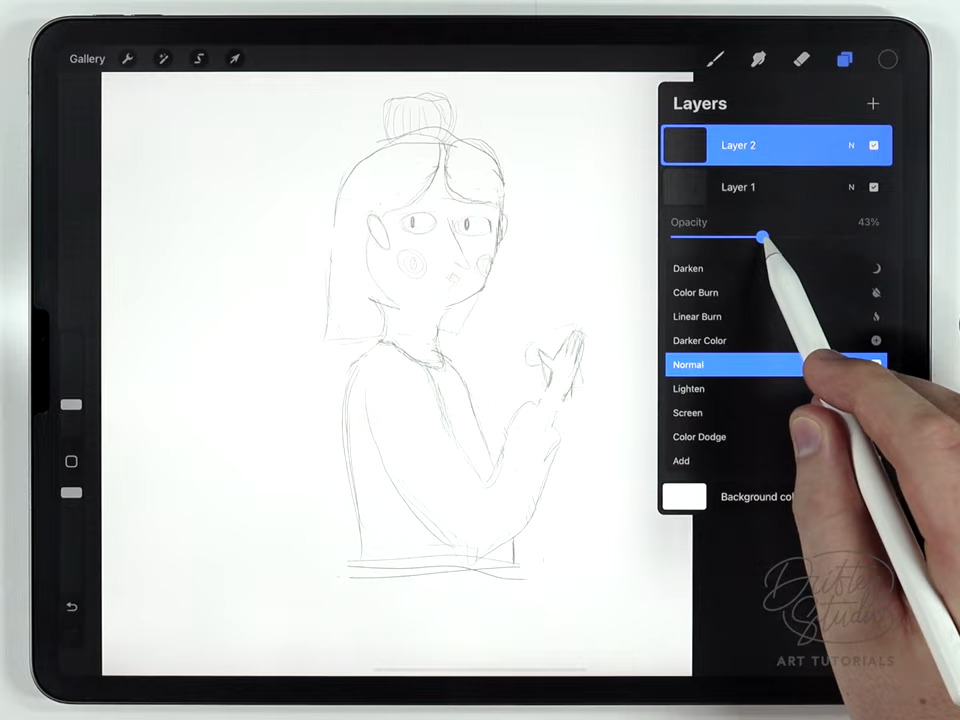 Gallery
Layers
Layer 2 N
Layer 1 N
Opacity 43%
Darken
Color Burn
Linear Burn
Darker Color
Normal
Lighten
Screen
Color Dodge
Add
Background col
Studio
ART TUTORIALS